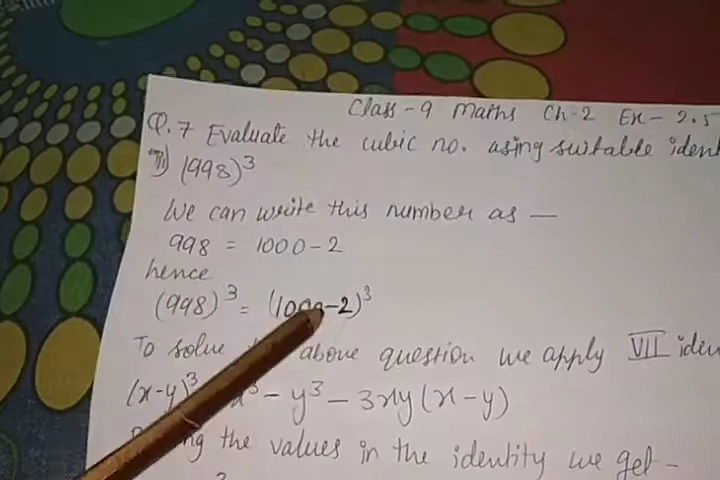 Class-9 Maths Ch-2 Ex-2.5
Q.7 Evaluate the cubic no. using suitable
(998)³
We can write this number as —
998 = 1000-2
hence
(998)³ = (1000-2)³
To solve above question we apply VII
(x-y)³ - y³ - 3xy(x-y)
the values in the identity we get-